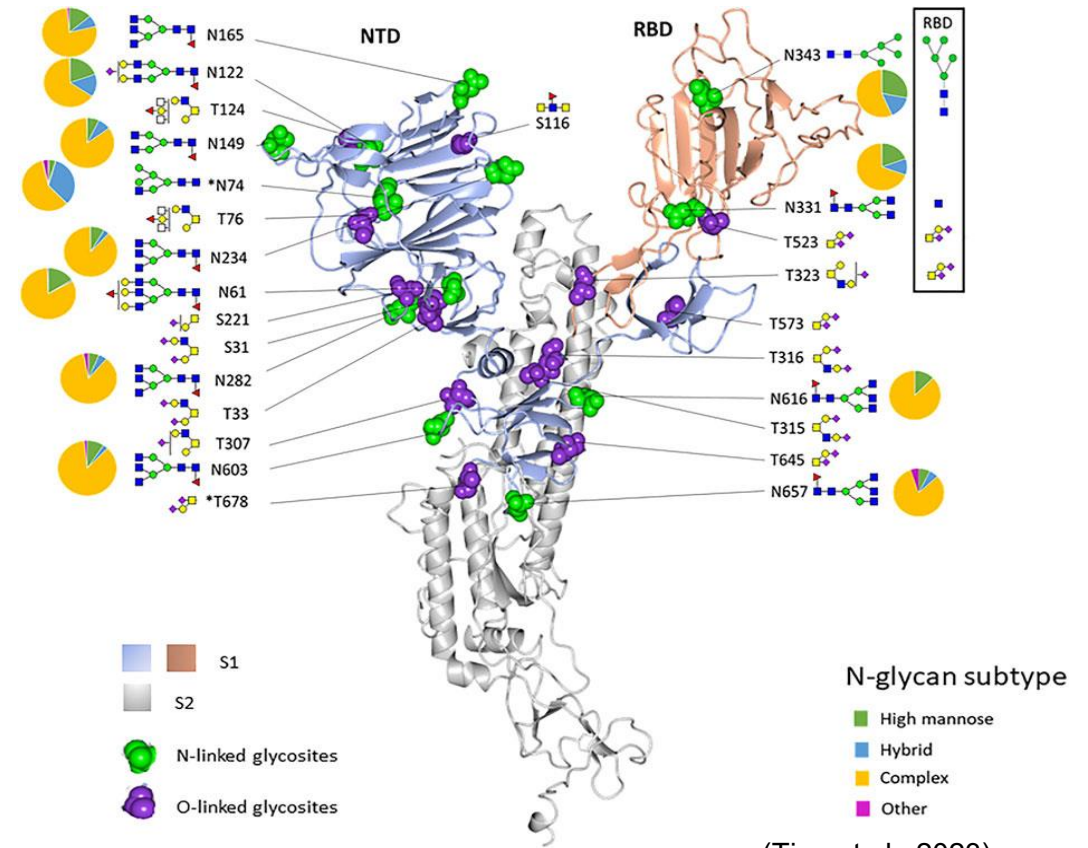 NTD
RBD
RBD
N165
N122
T124
N149
*N74
T76
N234
N61
S221
S31
N282
T33
T307
N603
*T678
S116
N343
N331
T523
T323
T573
T316
N616
T315
T645
N657
S1
S2
N-linked glycosites
O-linked glycosites
N-glycan subtype
High mannose
Hybrid
Complex
Other